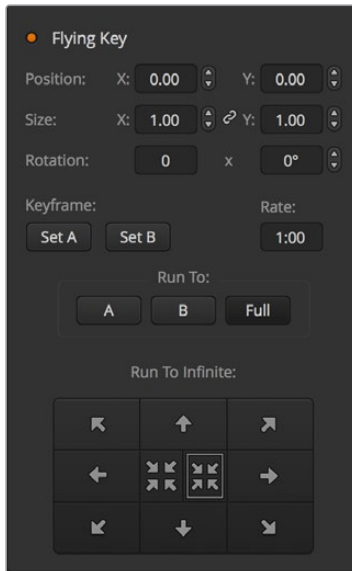 Flying Key
Position: X: 0.00 Y: 0.00
Size: X: 1.00 Y: 1.00
Rotation: 0 x 0°
Keyframe: Rate:
Set A Set B 1:00
Run To:
A B Full
Run To Infinite: